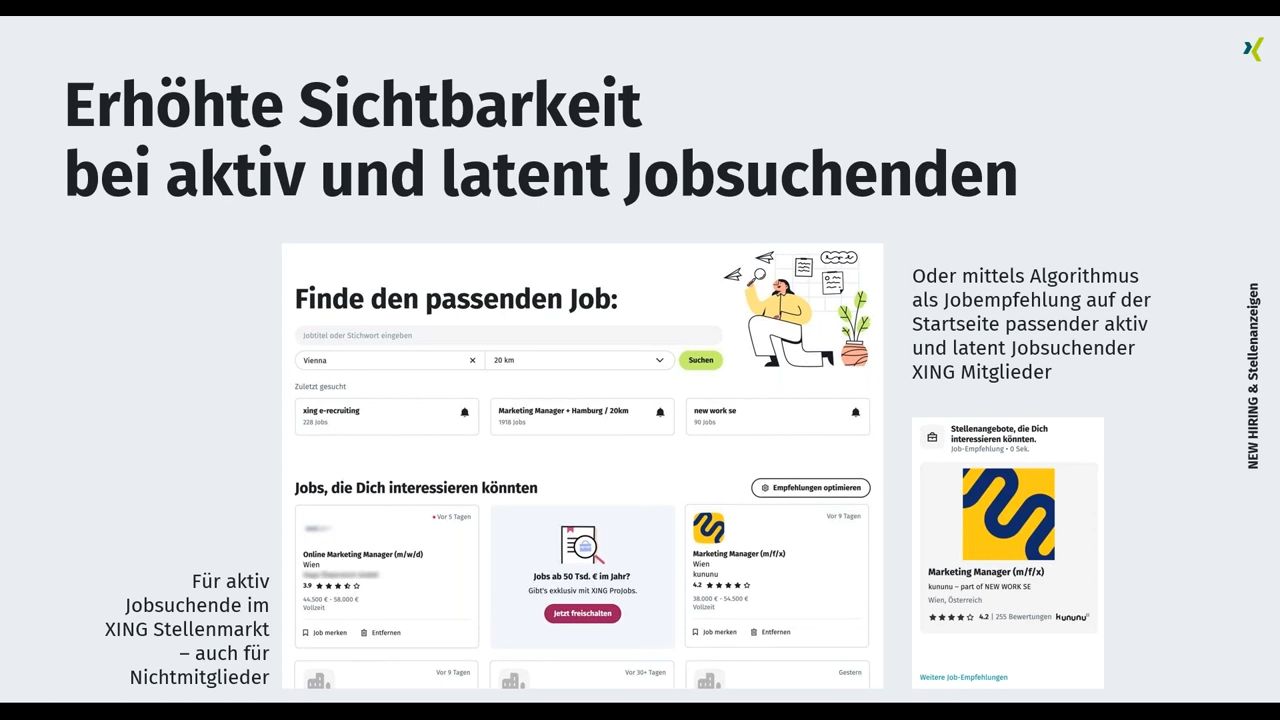 Erhöhte Sichtbarkeit
bei aktiv und latent Jobsuchenden
Finde den passenden Job:
Jobtitel oder Stichwort eingeben
Vienna
20 km
Suchen
Zuletzt gesucht
xing e-recruiting
228 Jobs
Marketing Manager • Hamburg / 20km
1918 Jobs
new work se
90 Jobs
Jobs, die Dich interessieren könnten
Empfehlungen optimieren
Vor 5 Tagen
Online Marketing Manager (m/w/d)
Wien
3.9
44.500 € - 58.000 €
Vollzeit
Job merken
Entfernen
Jobs ab 50 Tsd. € im Jahr?
Gibt's exklusiv mit XING ProJobs.
Jetzt freischalten
Vor 9 Tagen
Marketing Manager (m/f/x)
Wien
kununu
4.2
38.000 € - 54.500 €
Vollzeit
Job merken
Entfernen
Vor 9 Tagen
Vor 30+ Tagen
Gestern
Für aktiv
Jobsuchende im
XING Stellenmarkt
– auch für
Nichtmitglieder
Oder mittels Algorithmus
als Jobempfehlung auf der
Startseite passender aktiv
und latent Jobsuchender
XING Mitglieder
Stellenangebote, die Dich
interessieren könnten.
Job-Empfehlung • 0 Sek.
Marketing Manager (m/f/x)
kununu – part of NEW WORK SE
Wien, Österreich
4.2 | 255 Bewertungen kununu
Weitere Job-Empfehlungen
NEW HIRING & Stellenanzeigen